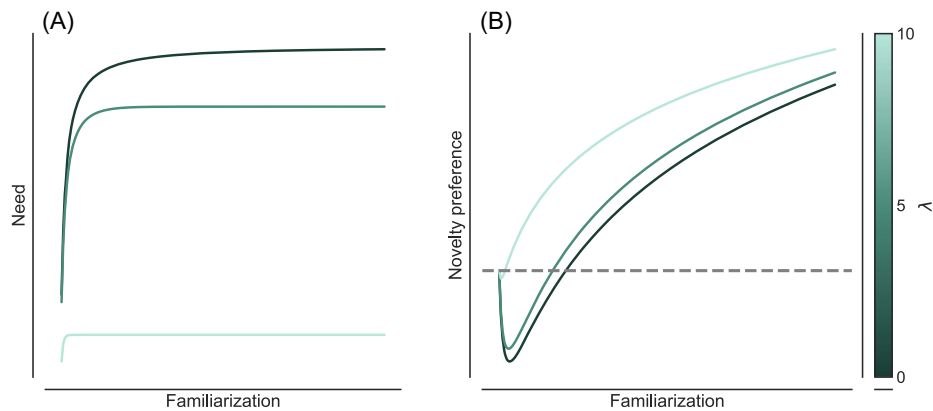 (A)
(B)
Need
Familiarization
Novelty preference
Familiarization
10
5
0
λ